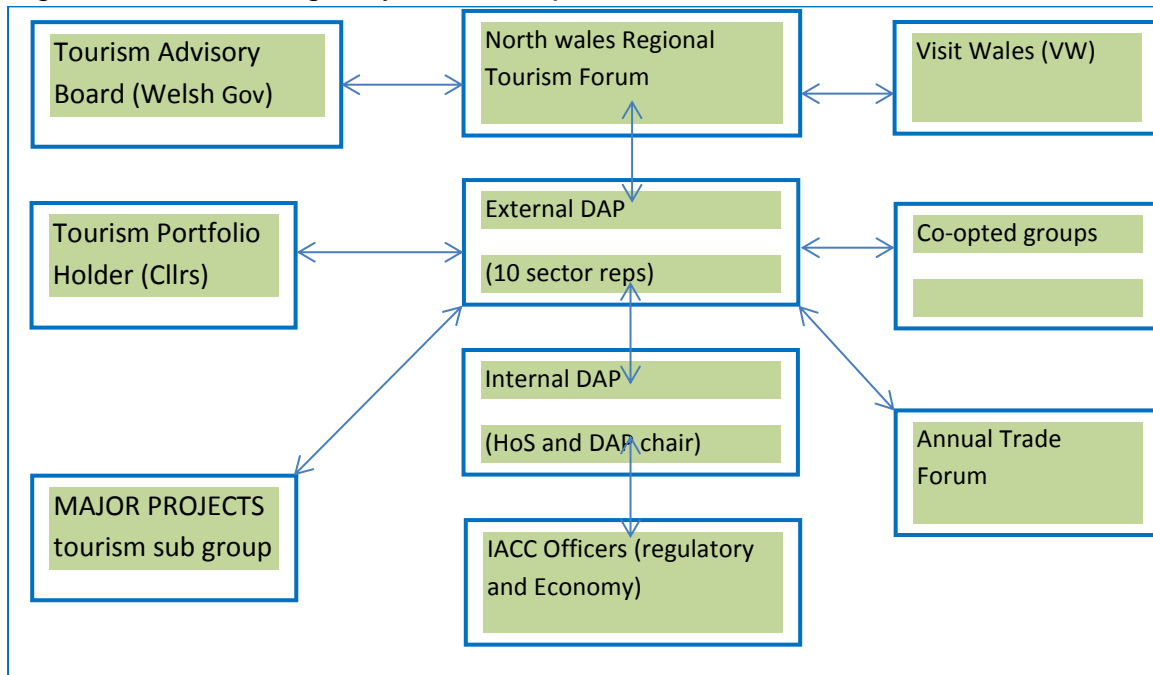 Tourism Advisory
Board (Welsh Gov)
North wales Regional
Tourism Forum
Visit Wales (VW)
Tourism Portfolio
Holder (Cllrs)
External DAP
(10 sector reps)
Co-opted groups
Internal DAP
(HoS and DAP chair)
Annual Trade
Forum
MAJOR PROJECTS
tourism sub group
IACC Officers (regulatory
and Economy)